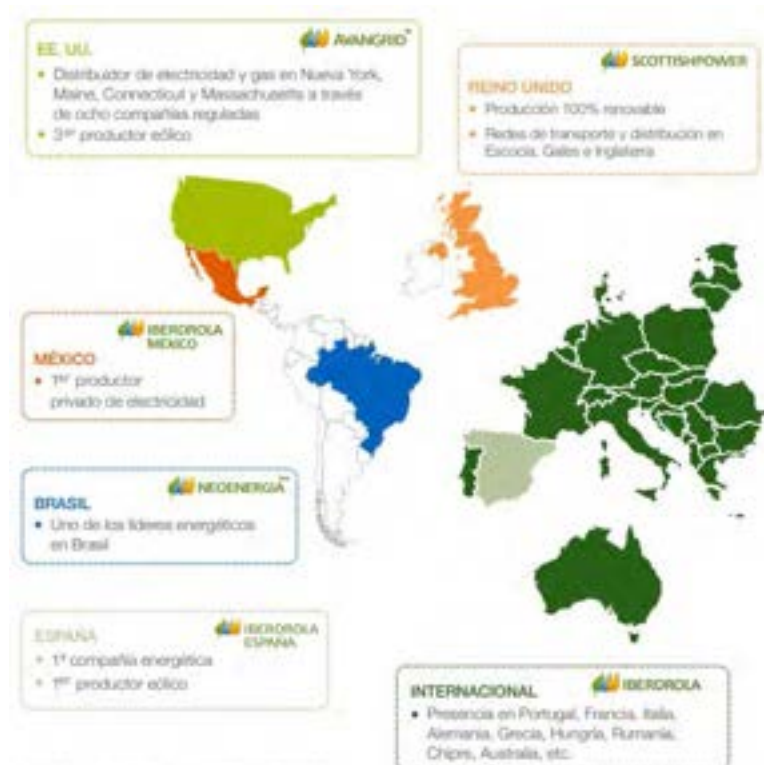 EE. UU.
AVANGRID
• Distribuidor de electricidad y gas en Nueva York,
Maine, Connecticut y Massachusetts a través
de ocho compañías reguladas
• 3er productor eólico
SCOTTISHPOWER
REINO UNIDO
• Producción 100% renovable
• Redes de transporte y distribución en
Escocia, Gales e Inglaterra
IBERDROLA
MÉXICO
MÉXICO
• 1er productor
privado de electricidad
NEOENERGIA
BRASIL
• Uno de los líderes energéticos
en Brasil
IBERDROLA
ESPAÑA
ESPAÑA
• 1ª compañía energética
• 1er productor eólico
IBERDROLA
INTERNACIONAL
• Presencia en Portugal, Francia, Italia,
Alemania, Grecia, Hungría, Rumanía,
Chipre, Australia, etc.